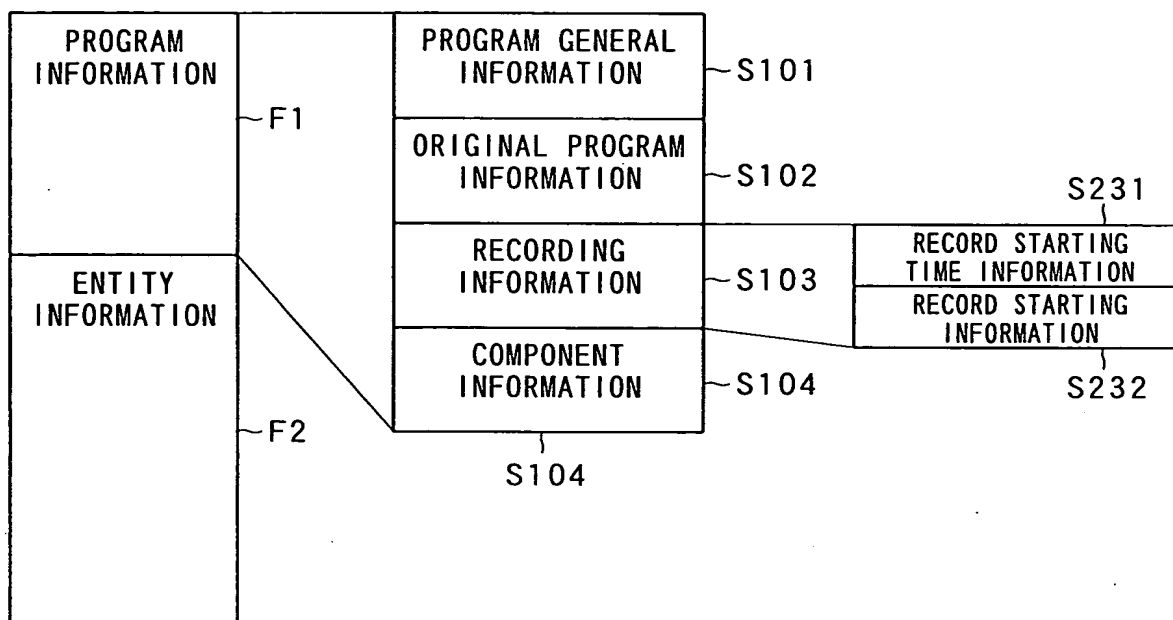 PROGRAM
INFORMATION
F1
ENTITY
INFORMATION
F2
PROGRAM GENERAL
INFORMATION
S101
ORIGINAL PROGRAM
INFORMATION
S102
RECORDING
INFORMATION
S103
COMPONENT
INFORMATION
S104
S104
S231
RECORD STARTING
TIME INFORMATION
RECORD STARTING
INFORMATION
S232